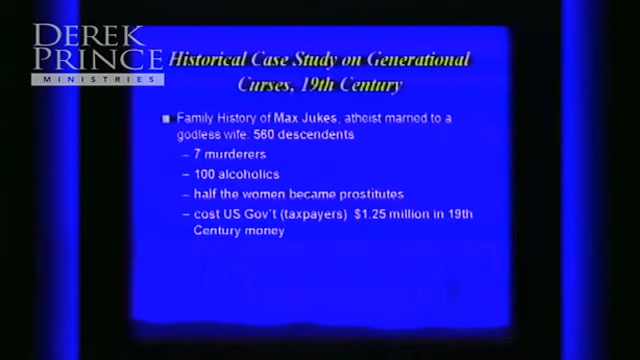 DEREK
PRINCE
MINISTRIES
Historical Case Study on Generational
Curses, 19th Century
Family History of Max Jukes, atheist married to a
godless wife: 560 descendents
– 7 murderers
– 100 alcoholics
– half the women became prostitutes
– cost US Gov't (taxpayers) $1.25 million in 19th
Century money